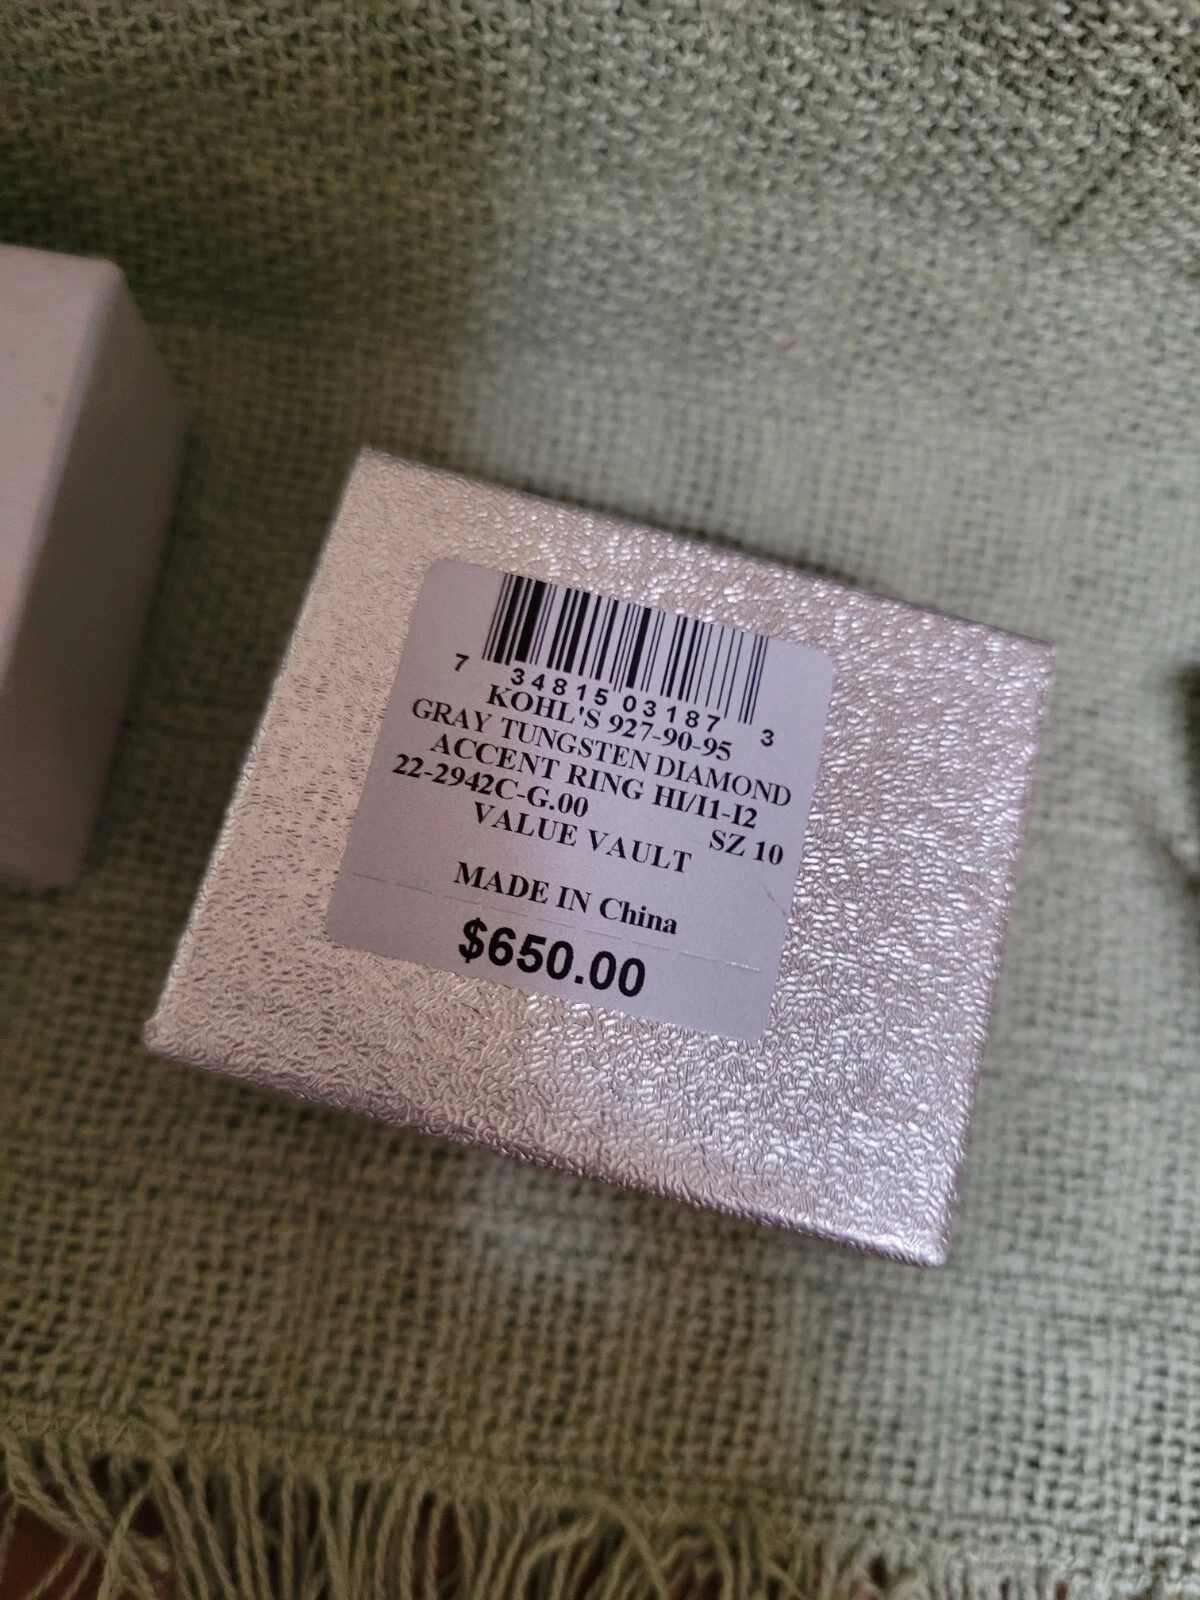 7 34815 03187 3
KOHL'S 927-90-95
GRAY TUNGSTEN DIAMOND
ACCENT RING HI/I1-I2
22-2942C-G.00 SZ 10
VALUE VAULT
MADE IN China
$650.00